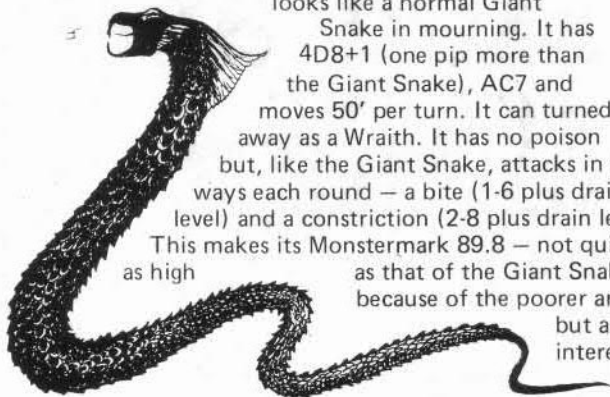 looks like a normal Giant
Snake in mourning. It has
4D8+1 (one pip more than
the Giant Snake), AC7 and
moves 50' per turn. It can turned
away as a Wraith. It has no poison
but, like the Giant Snake, attacks in
ways each round — a bite (1-6 plus drai
level) and a constriction (2-8 plus drain le
This makes its Monstermark 89.8 — not qui
as high as that of the Giant Snal
because of the poorer ar
but a
intere